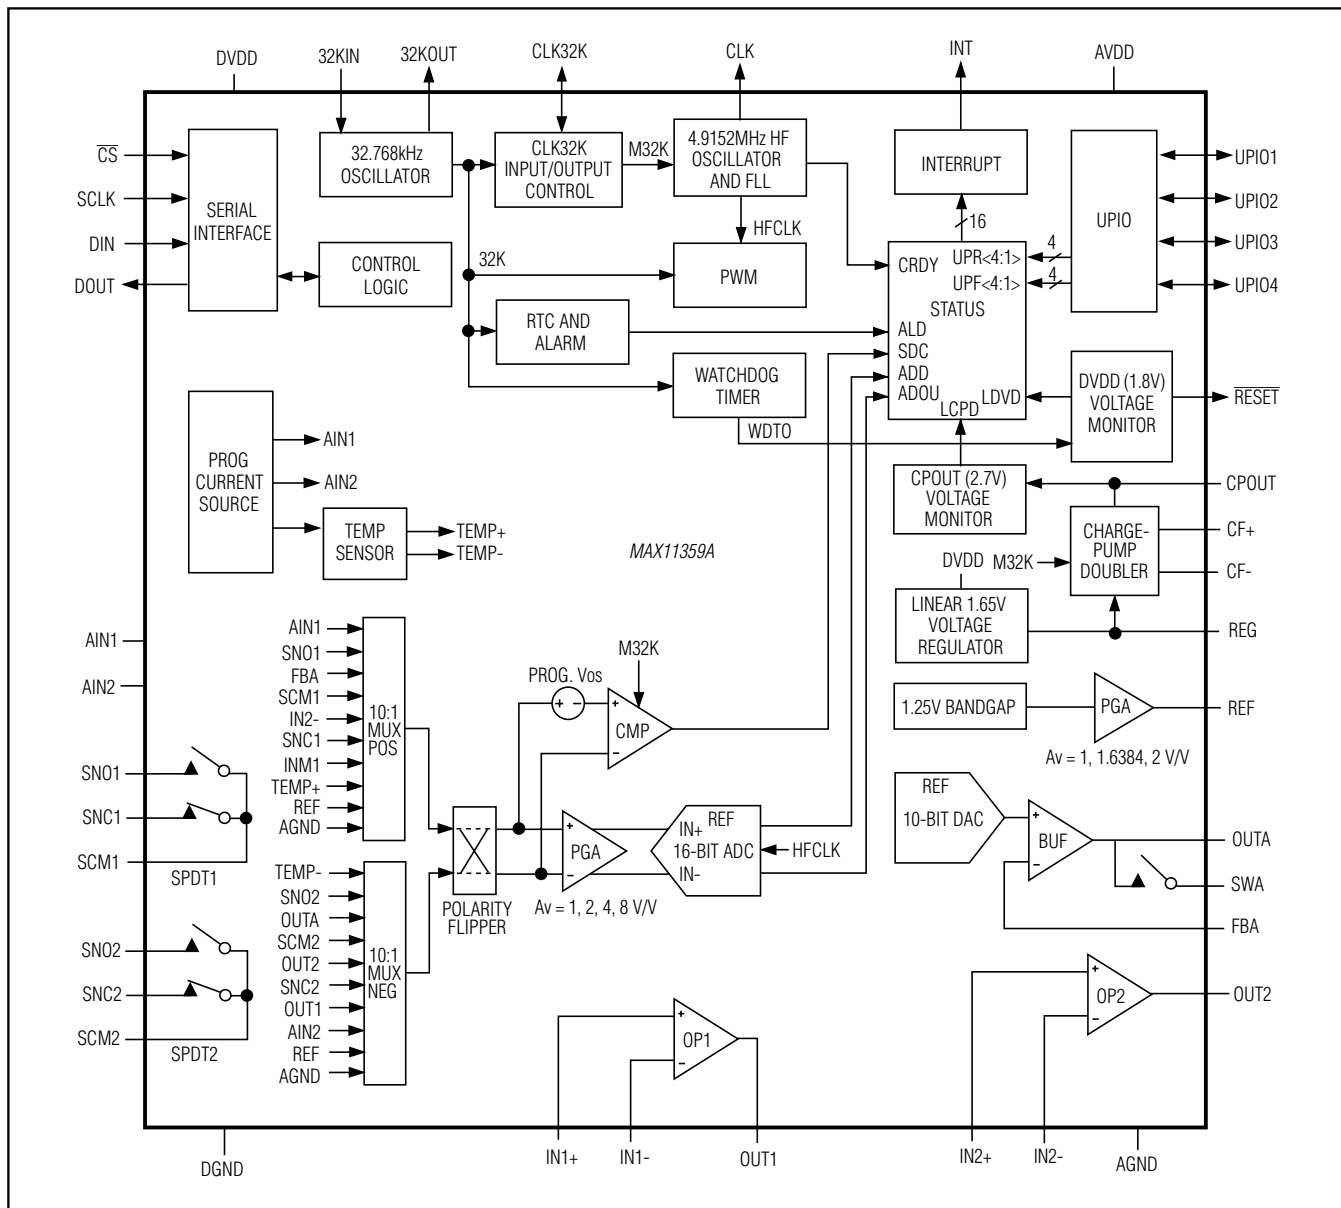 DVDD
32KIN
32KOUT
CLK32K
CLK
INT
AVDD
CS
SCLK
DIN
DOUT
SERIAL
INTERFACE
32.768kHz
OSCILLATOR
CONTROL
LOGIC
CLK32K
INPUT/OUTPUT
CONTROL
M32K
4.9152MHz HF
OSCILLATOR
AND FLL
HFCLK
32K
PWM
RTC AND
ALARM
WATCHDOG
TIMER
WDTO
INTERRUPT
16
CRDY
UPR<4:1>
UPF<4:1>
STATUS
ALD
SDC
ADD
ADOU
LDVD
LCPD
4
4
UPIO
UPIO1
UPIO2
UPIO3
UPIO4
DVDD (1.8V)
VOLTAGE
MONITOR
RESET
PROG
CURRENT
SOURCE
AIN1
AIN2
TEMP
SENSOR
TEMP+
TEMP-
MAX11359A
CPOUT (2.7V)
VOLTAGE
MONITOR
CPOUT
CHARGE-
PUMP
DOUBLER
CF+
CF-
M32K
DVDD
LINEAR 1.65V
VOLTAGE
REGULATOR
REG
1.25V BANDGAP
PGA
REF
Av = 1, 1.6384, 2 V/V
AIN1
AIN2
SNO1
SNC1
SCM1
SPDT1
SNO2
SNC2
SCM2
SPDT2
AIN1
SNO1
FBA
SCM1
IN2-
SNC1
INM1
TEMP+
REF
AGND
10:1
MUX
POS
TEMP-
SNO2
OUTA
SCM2
OUT2
SNC2
OUT1
AIN2
REF
AGND
10:1
MUX
NEG
POLARITY
FLIPPER
PROG. Vos
+ -
M32K
+
CMP
-
+
PGA
-
Av = 1, 2, 4, 8 V/V
REF
IN+
16-BIT ADC
IN-
HFCLK
REF
10-BIT DAC
+
BUF
-
OUTA
SWA
FBA
+
OP1
-
+
OP2
-
OUT2
DGND
IN1+
IN1-
OUT1
IN2+
IN2-
AGND